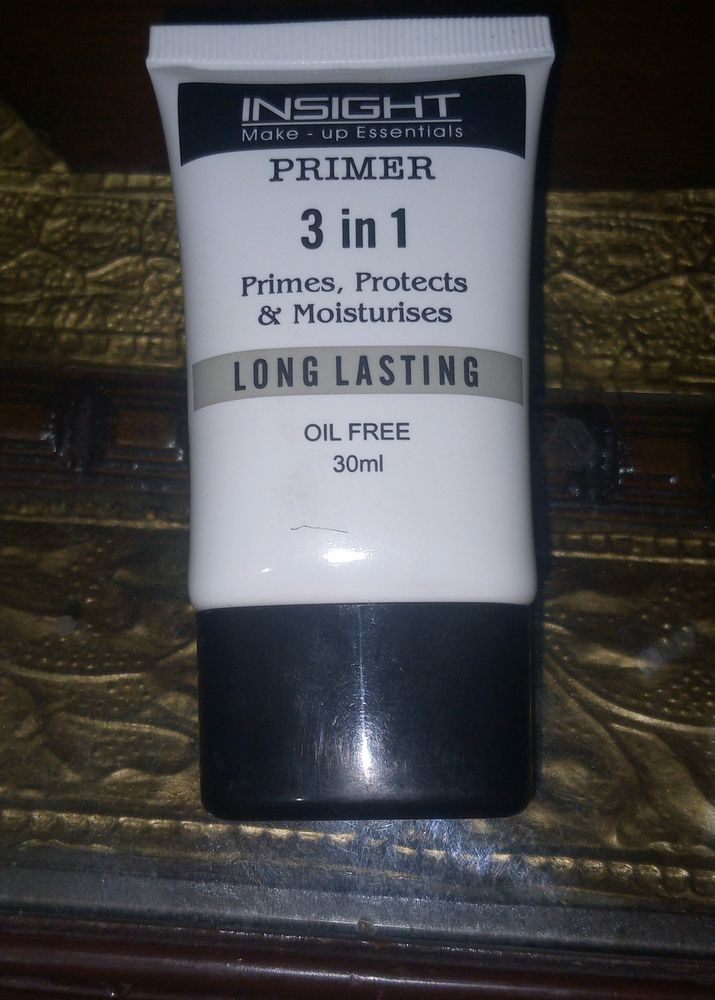 INSIGHT
Make - up Essentials
PRIMER
3 in 1
Primes, Protects
& Moisturises
LONG LASTING
OIL FREE
30ml